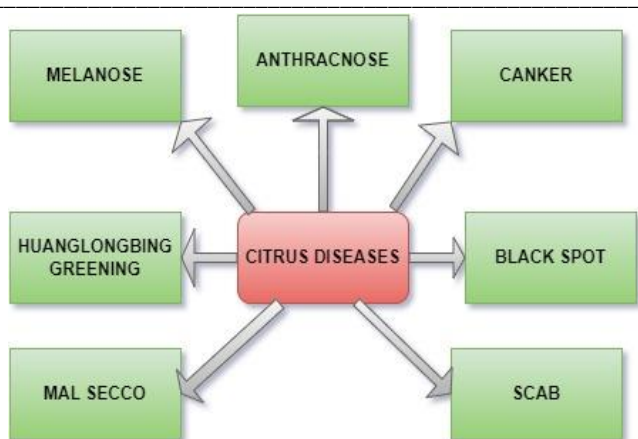 MELANOSE
ANTHRACNOSE
CANKER
HUANGLONGBING
GREENING
CITRUS DISEASES
BLACK SPOT
MAL SECCO
SCAB